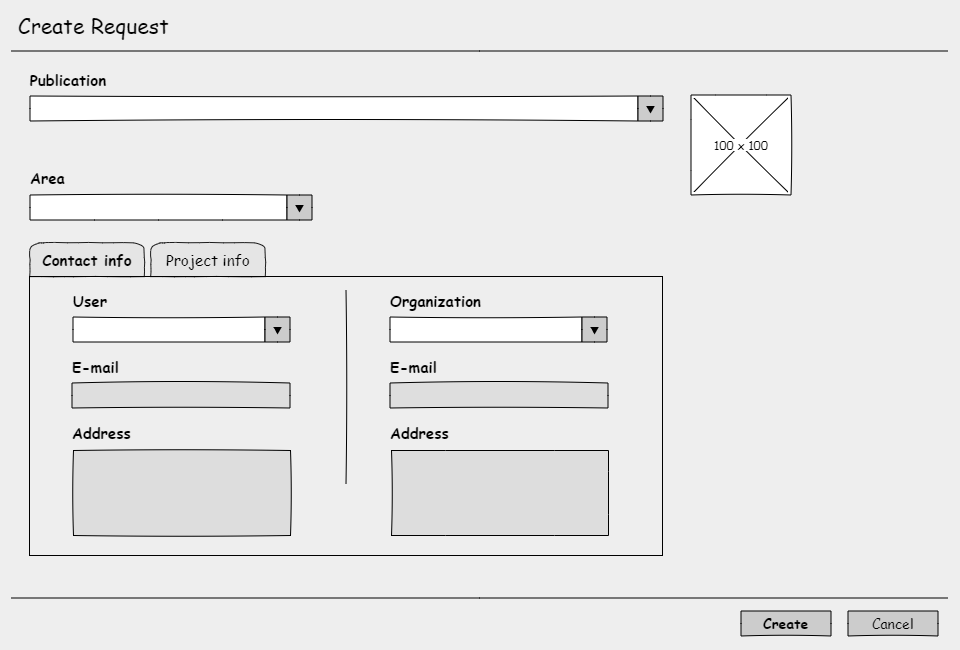 Create Request
Publication
100 x 100
Area
Contact info
Project info
User
Organization
E-mail
E-mail
Address
Address
Create
Cancel